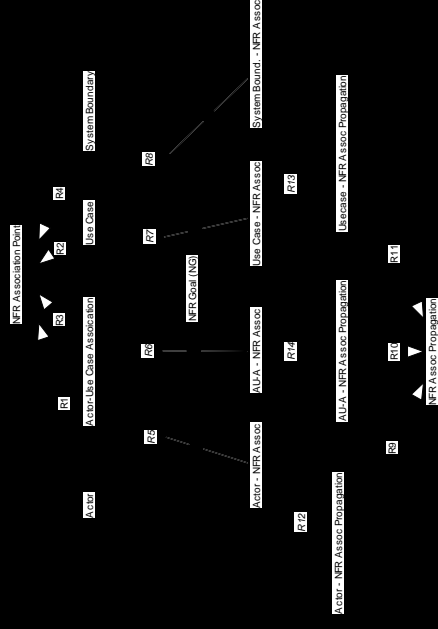 NFR Association Point
R1
R3
R2
R4
Actor
Actor-Use Case Assoication
Use Case
System Boundary
R5
R6
R7
R8
NFR Goal (NG)
Actor - NFR Assoc
AU-A - NFR Assoc
Use Case - NFR Assoc
System Bound. - NFR Assoc
R12
R14
R13
Actor - NFR Assoc Propagation
AU-A - NFR Assoc Propagation
Usecase - NFR Assoc Propagation
R9
R10
R11
NFR Assoc Propagation